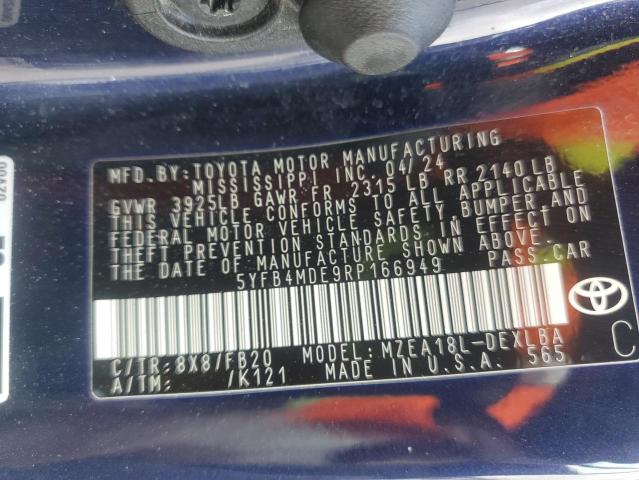 MFD.BY:TOYOTA MOTOR MANUFACTURING
MISSISSIPPI INC. 04/24
GVWR 3925LB GAWR FR 2315 LB RR 2140 LB
THIS VEHICLE CONFORMS TO ALL APPLICABLE
FEDERAL MOTOR VEHICLE SAFETY, BUMPER, AND
THEFT PREVENTION STANDARDS IN EFFECT ON
THE DATE OF MANUFACTURE SHOWN ABOVE.
5YFB4MDE9RP166949 PASS.CAR
C/TR:8X8/FB20 MODEL: MZEA18L-DEXLBA
A/TM: /K121 MADE IN U.S.A. 565
C
02900